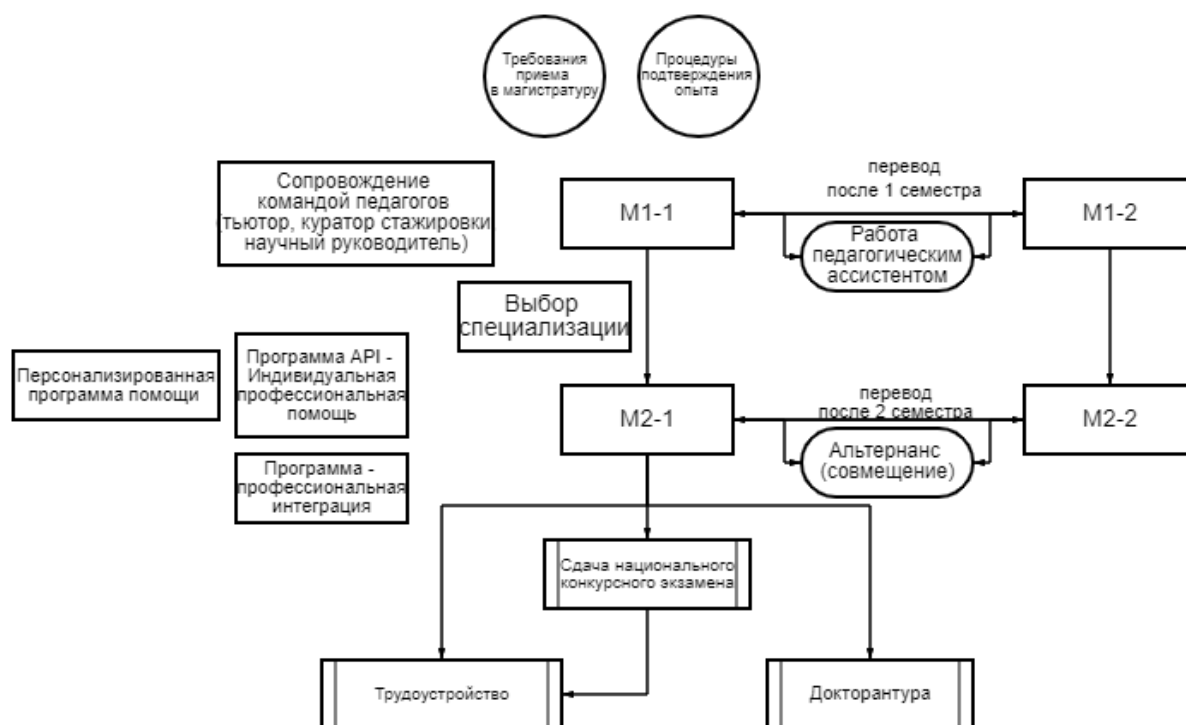 Требования
приема
в магистратуру
Процедуры
подтверждения
опыта
Сопровождение
командой педагогов
(тьютор, куратор стажировки
научный руководитель)
М1-1
перевод
после 1 семестра
М1-2
Работа
педагогическим
ассистентом
Выбор
специализации
Персонализированная
программа помощи
Программа API -
Индивидуальная
профессиональная
помощь
М2-1
перевод
после 2 семестра
М2-2
Альтернанс
(совмещение)
Программа -
профессиональная
интеграция
Сдача национального
конкурсного экзамена
Трудоустройство
Докторантура